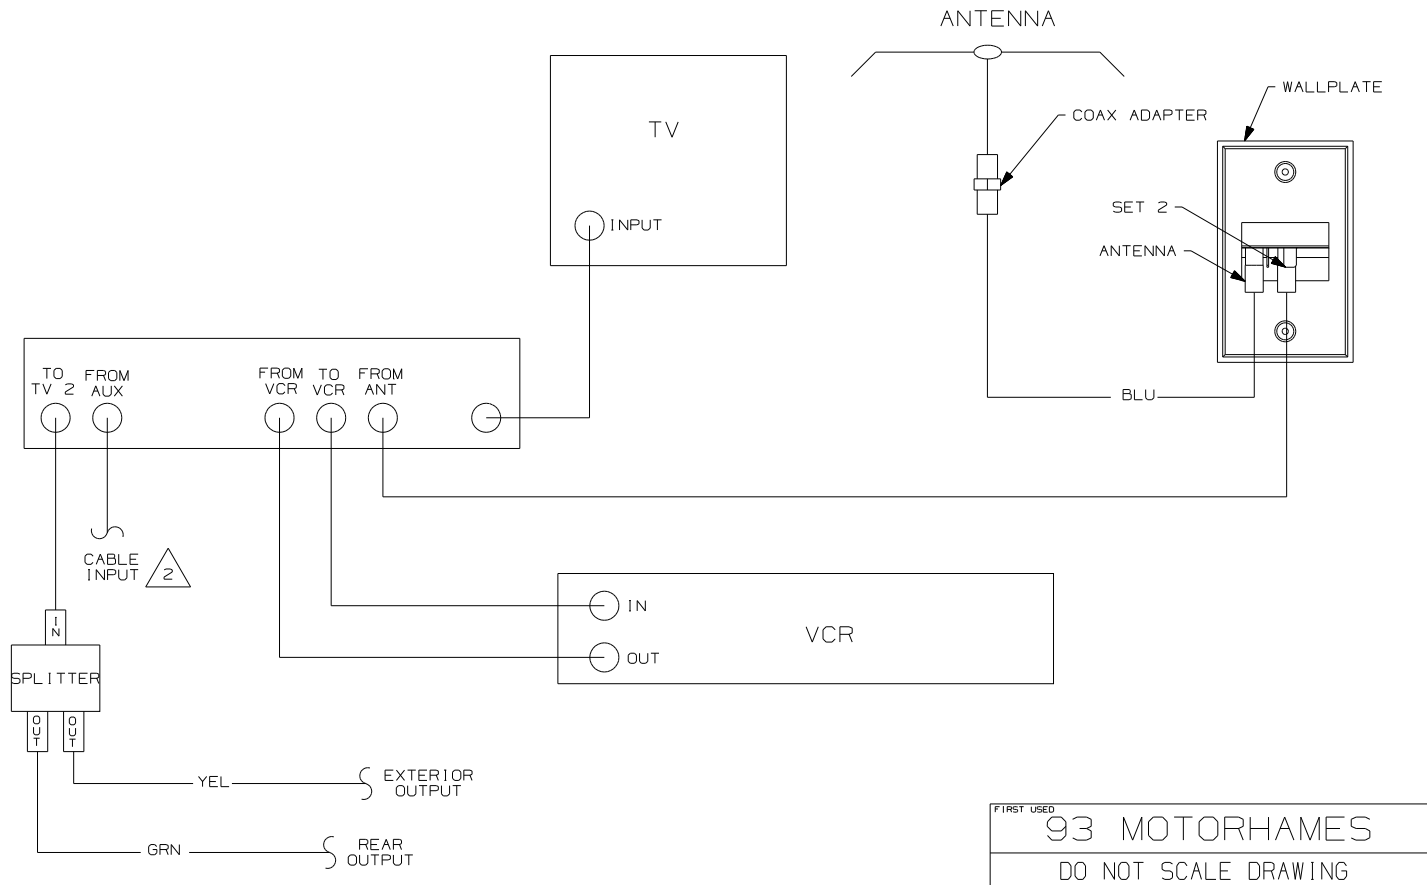 ANTENNA
WALLPLATE
COAX ADAPTER
TV
SET 2
INPUT
ANTENNA
TO
TV 2
FROM
AUX
FROM
VCR
TO
VCR
FROM
ANT
BLU
CABLE
INPUT
2
IN
IN
VCR
OUT
SPLITTER
OUT
OUT
YEL
EXTERIOR
OUTPUT
GRN
REAR
OUTPUT
FIRST USED
93 MOTORHAMES
DO NOT SCALE DRAWING